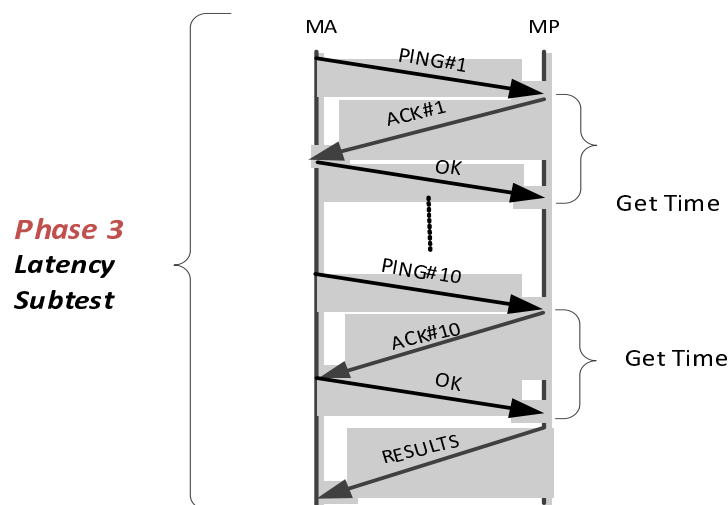 MA MP
PING#1
ACK#1
OK
Get Time
Phase 3
Latency
Subtest
PING#10
ACK#10
Get Time
OK
RESULTS